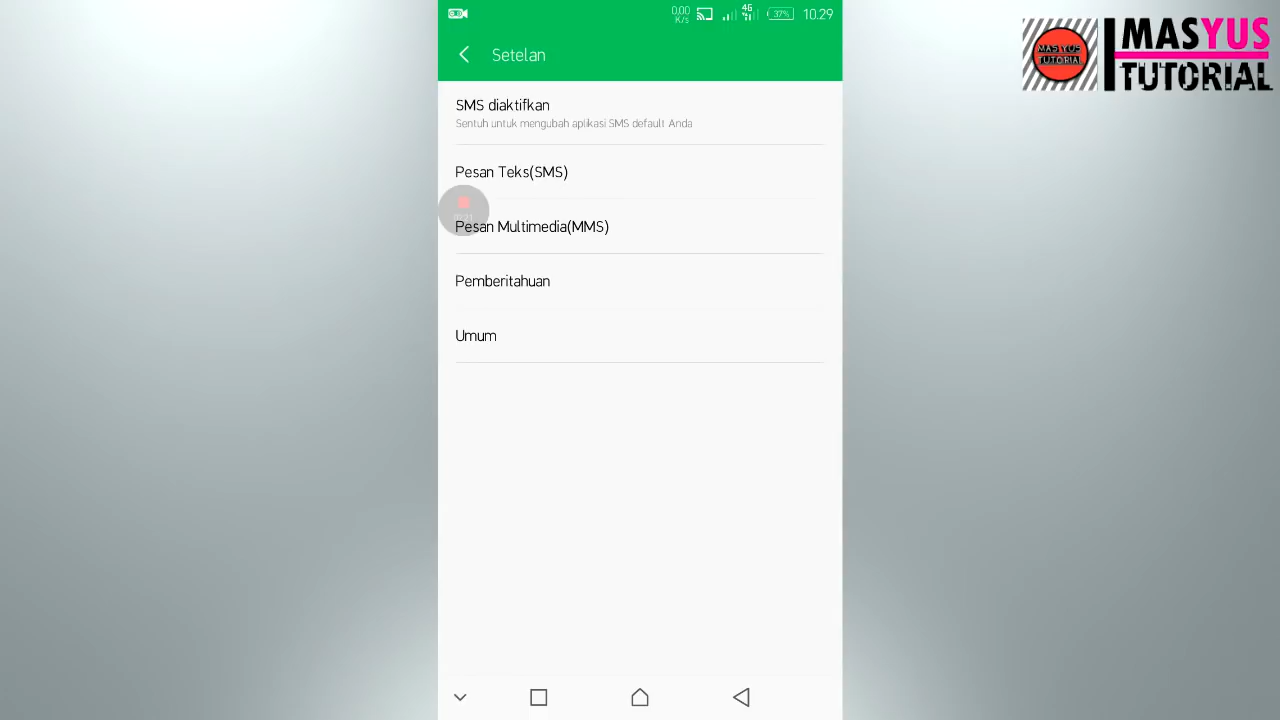 0,00
K/s
4G
37%
10.29
MASYUS
TUTORIAL
MASYUS
TUTORIAL
Setelan
SMS diaktifkan
Sentuh untuk mengubah aplikasi SMS default Anda
Pesan Teks(SMS)
Pesan Multimedia(MMS)
Pemberitahuan
Umum